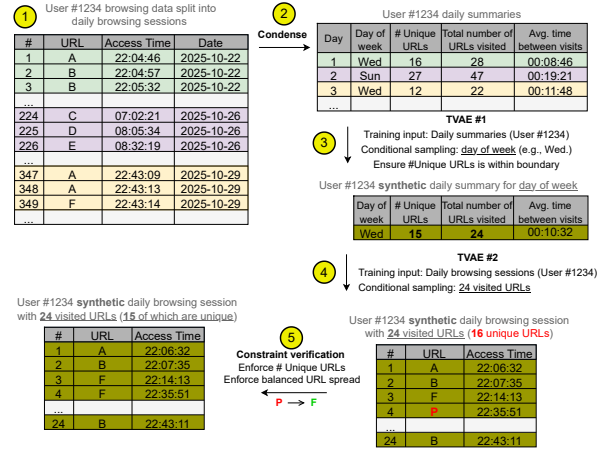 1
User #1234 browsing data split into
daily browsing sessions
# URL Access Time Date
1 A 22:04:46 2025-10-22
2 B 22:04:57 2025-10-22
3 B 22:05:32 2025-10-22
...
224 C 07:02:21 2025-10-26
225 D 08:05:34 2025-10-26
226 E 08:32:19 2025-10-26
...
347 A 22:43:09 2025-10-29
348 A 22:43:13 2025-10-29
349 F 22:43:14 2025-10-29
...
2
Condense
User #1234 daily summaries
Day Day of week # Unique URLs Total number of URLs visited Avg. time between visits
1 Wed 16 28 00:08:46
2 Sun 27 47 00:19:21
3 Wed 12 22 00:11:48
...
TVAE #1
3
Training input: Daily summaries (User #1234)
Conditional sampling: day of week (e.g., Wed.)
Ensure #Unique URLs is within boundary
User #1234 synthetic daily summary for day of week
Day of week # Unique URLs Total number of URLs visited Avg. time between visits
Wed 15 24 00:10:32
TVAE #2
4
Training input: Daily browsing sessions (User #1234)
Conditional sampling: 24 visited URLs
User #1234 synthetic daily browsing session
with 24 visited URLs (16 unique URLs)
# URL Access Time
1 A 22:06:32
2 B 22:07:35
3 F 22:14:13
4 P 22:35:51
...
24 B 22:43:11
5
Constraint verification
Enforce # Unique URLs
Enforce balanced URL spread
P → F
User #1234 synthetic daily browsing session
with 24 visited URLs (15 of which are unique)
# URL Access Time
1 A 22:06:32
2 B 22:07:35
3 F 22:14:13
4 F 22:35:51
...
24 B 22:43:11